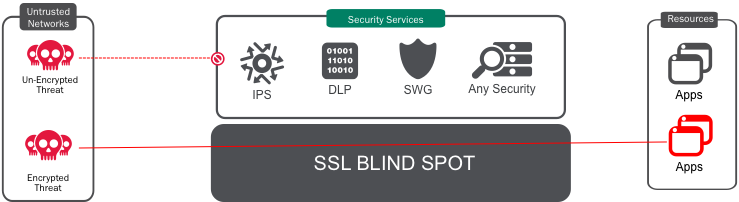 Untrusted
Networks
Un-Encrypted
Threat
Encrypted
Threat
Security Services
IPS
01001
11010
10010
DLP
SWG
Any Security
SSL BLIND SPOT
Resources
Apps
Apps